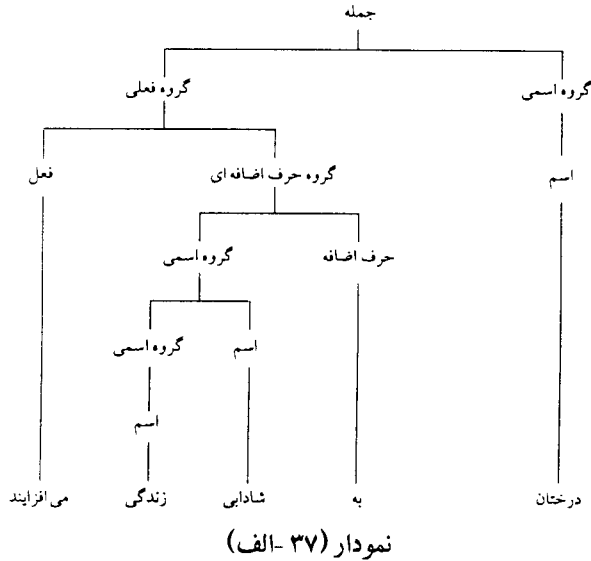 جمله
گروه اسمی گروه فعلی
اسم گروه حرف اضافه ای فعل
حرف اضافه گروه اسمی
اسم گروه اسمی
اسم
درختان به شادابی زندگی می افزایند
نمودار (۳۷ -الف)